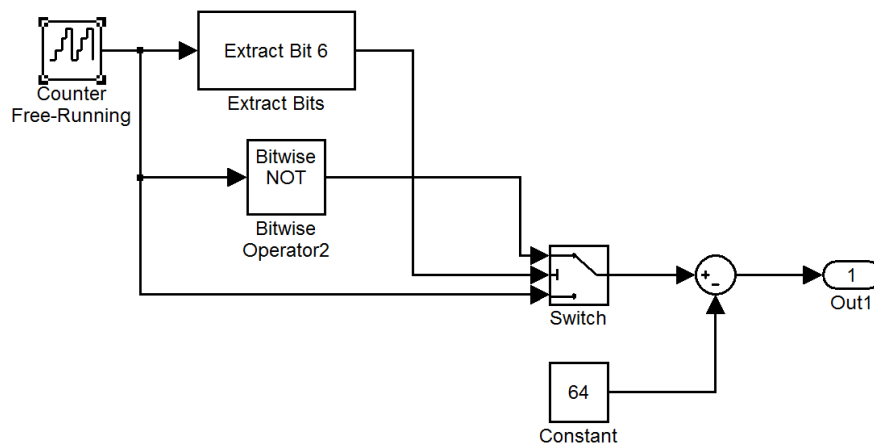 Extract Bit 6
Counter
Free-Running
Extract Bits
Bitwise
NOT
Bitwise
Operator2
+
-
1
Out1
Switch
64
Constant